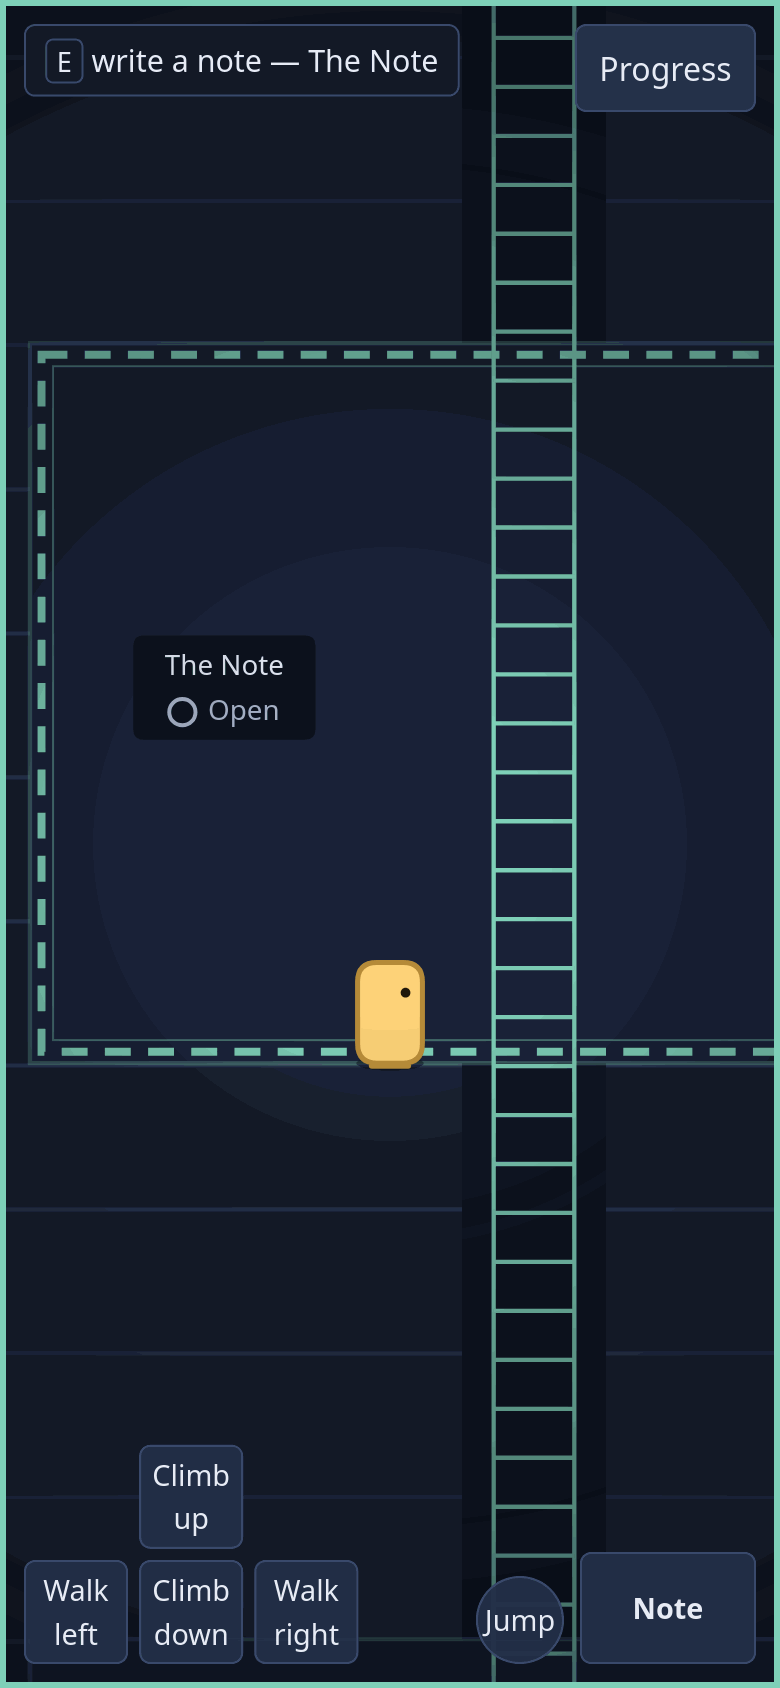 E write a note — The Note
Progress
The Note
Open
Climb
up
Walk
left
Climb
down
Walk
right
Jump
Note